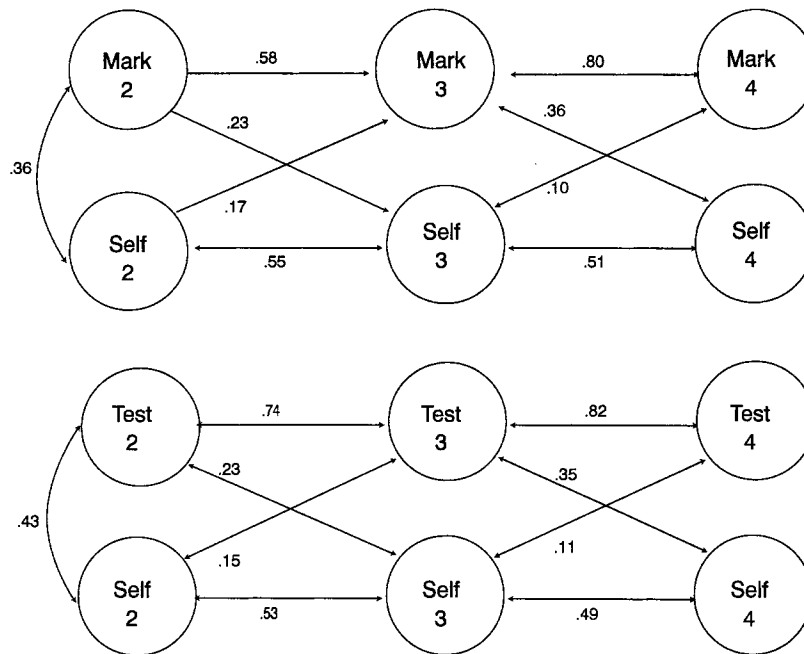 Mark
2
.58
Mark
3
.80
Mark
4
.36
.23
.36
.17
.10
Self
2
.55
Self
3
.51
Self
4
Test
2
.74
Test
3
.82
Test
4
.43
.23
.35
.15
.11
Self
2
.53
Self
3
.49
Self
4